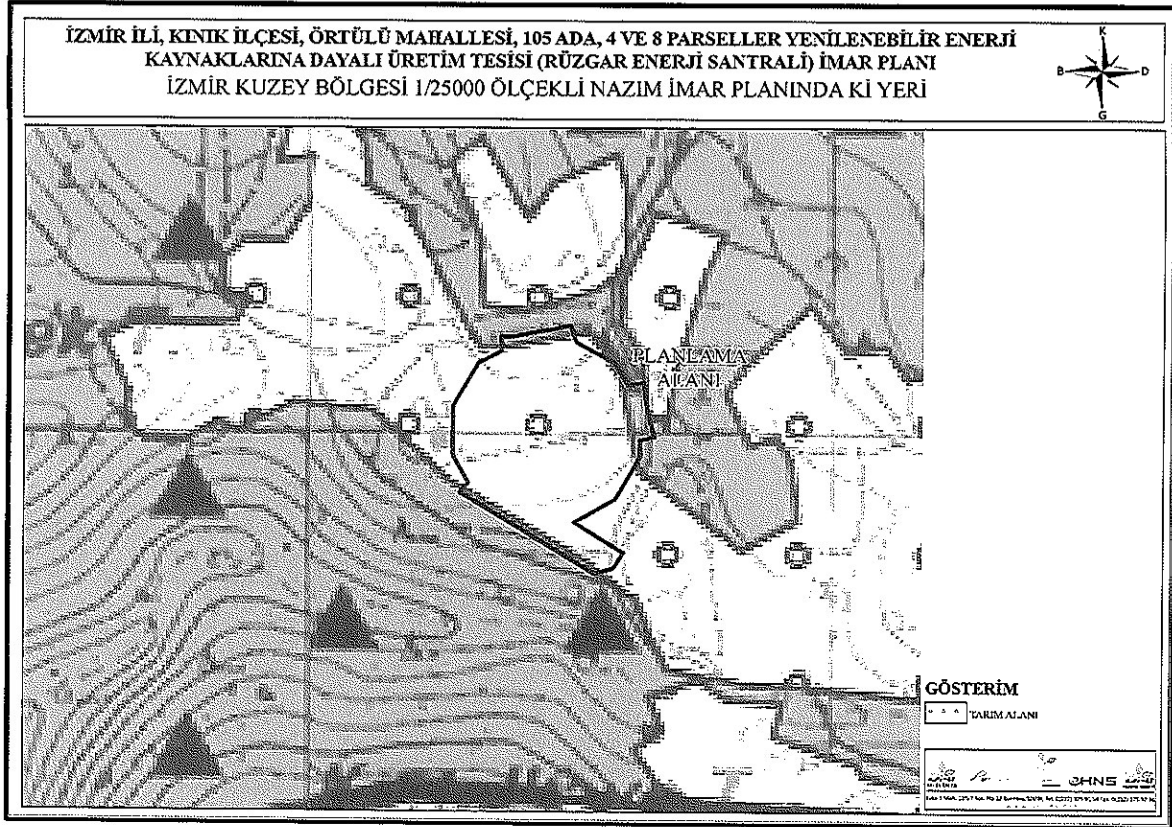 İZMİR İLİ, KINIK İLÇESİ, ÖRTÜLÜ MAHALLESİ, 105 ADA, 4 VE 8 PARSELLER YENİLENEBİLİR ENERJİ
KAYNAKLARINA DAYALI ÜRETİM TESİSİ (RÜZGAR ENERJİ SANTRALİ) İMAR PLANI
İZMİR KUZEY BÖLGESİ 1/25000 ÖLÇEKLİ NAZIM İMAR PLANINDA Kİ YERİ
K
B
D
G
PLANLAMA
ALANI
GÖSTERİM
TARIM ALANI